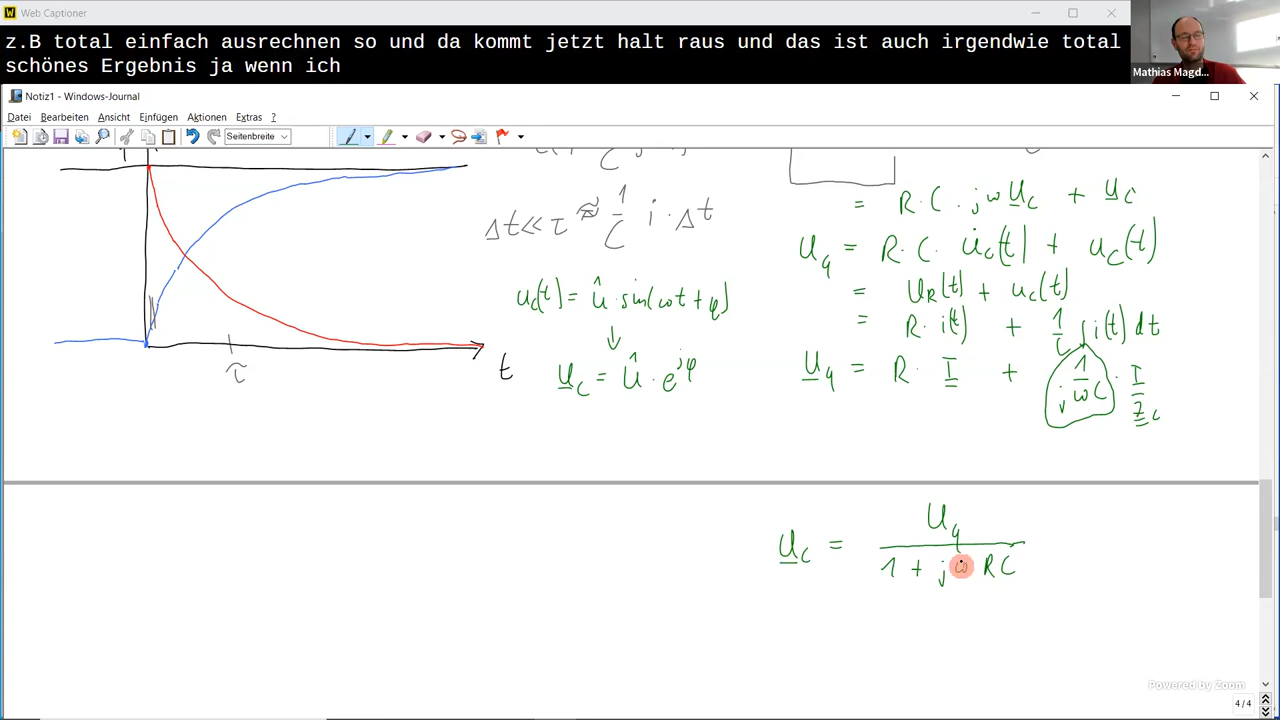 Web Captioner
z.B total einfach ausrechnen so und da kommt jetzt halt raus und das ist auch irgendwie total
schönes Ergebnis ja wenn ich
Mathias Magd...
Notiz1 - Windows-Journal
Datei Bearbeiten Ansicht Einfügen Aktionen Extras ?
Seitenbreite
= R · C · jω U_C + U_C
Δt << τ ≈ 1/C i · Δt
U_q = R · C · u̇_C(t) + u_C(t)
= u_R(t) + u_C(t)
u_C(t) = û · sin(ωt + φ)
= R · i(t) + 1/C ∫ i(t) dt
↓
U_C = Û · e^jφ
U_q = R · I + 1/jωC · I
Z_C
τ
t
U_C = U_q / (1 + jω RC)
Powered by Zoom
4 / 4